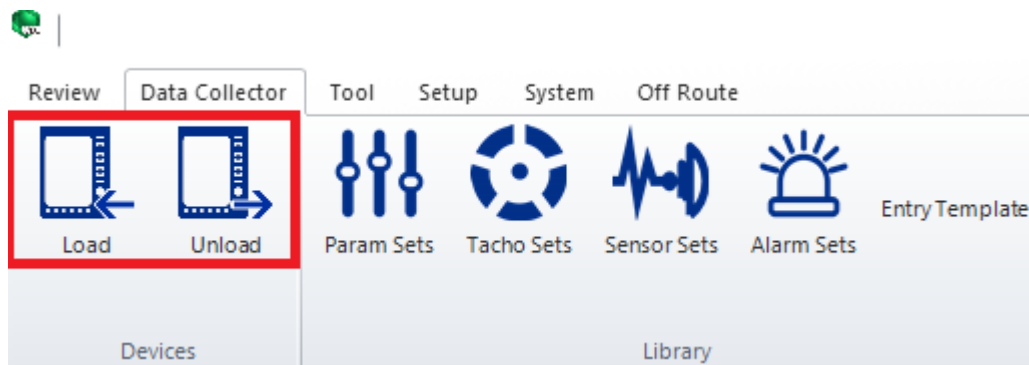 Review Data Collector Tool Setup System Off Route
Load Unload Param Sets Tacho Sets Sensor Sets Alarm Sets Entry Template
Devices Library